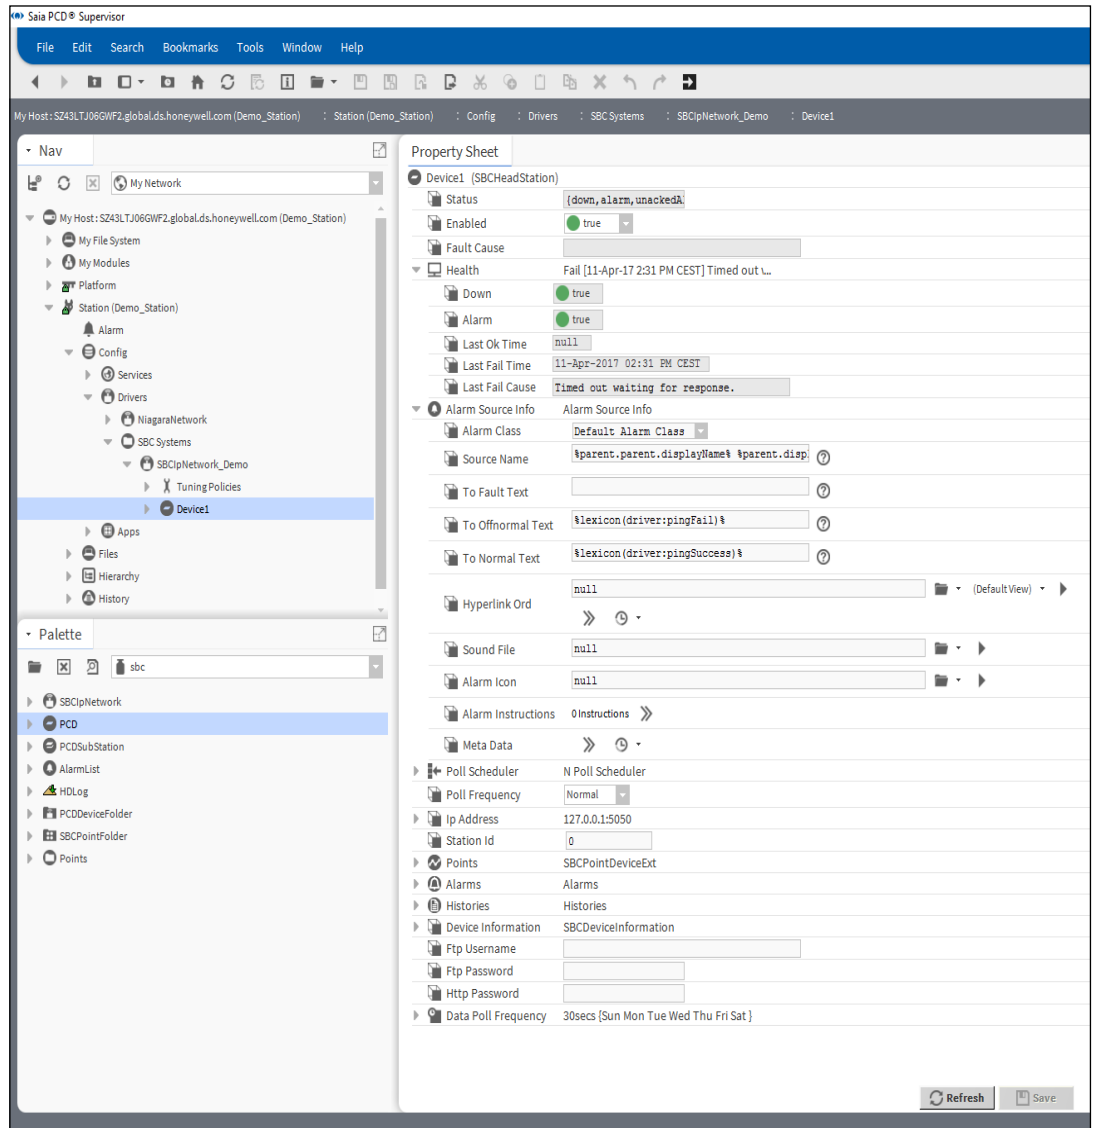 Saia PCD® Supervisor
File Edit Search Bookmarks Tools Window Help
My Host : SZ43LTJ06GWF2.global.ds.honeywell.com (Demo_Station) : Station (Demo_Station) : Config : Drivers : SBC Systems : SBCIpNetwork_Demo : Device1
Nav
My Network
My Host : SZ43LTJ06GWF2.global.ds.honeywell.com (Demo_Station)
My File System
My Modules
Platform
Station (Demo_Station)
Alarm
Config
Services
Drivers
NiagaraNetwork
SBC Systems
SBCIpNetwork_Demo
Tuning Policies
Device1
Apps
Files
Hierarchy
History
Palette
sbc
SBCIpNetwork
PCD
PCDSubStation
AlarmList
HDLog
PCDDeviceFolder
SBCPointFolder
Points
Property Sheet
Device1 (SBCHeadStation)
Status {down,alarm,unackedA
Enabled true
Fault Cause
Health Fail [11-Apr-17 2:31 PM CEST] Timed out ...
Down true
Alarm true
Last Ok Time null
Last Fail Time 11-Apr-2017 02:31 PM CEST
Last Fail Cause Timed out waiting for response.
Alarm Source Info Alarm Source Info
Alarm Class Default Alarm Class
Source Name %parent.parent.displayName% %parent.disp
To Fault Text
To Offnormal Text %lexicon(driver:pingFail)%
To Normal Text %lexicon(driver:pingSuccess)%
Hyperlink Ord null (Default View)
Sound File null
Alarm Icon null
Alarm Instructions 0 Instructions
Meta Data
Poll Scheduler N Poll Scheduler
Poll Frequency Normal
Ip Address 127.0.0.1:5050
Station Id 0
Points SBCPointDeviceExt
Alarms Alarms
Histories Histories
Device Information SBCDeviceInformation
Ftp Username
Ftp Password
Http Password
Data Poll Frequency 30secs {Sun Mon Tue Wed Thu Fri Sat }
Refresh Save